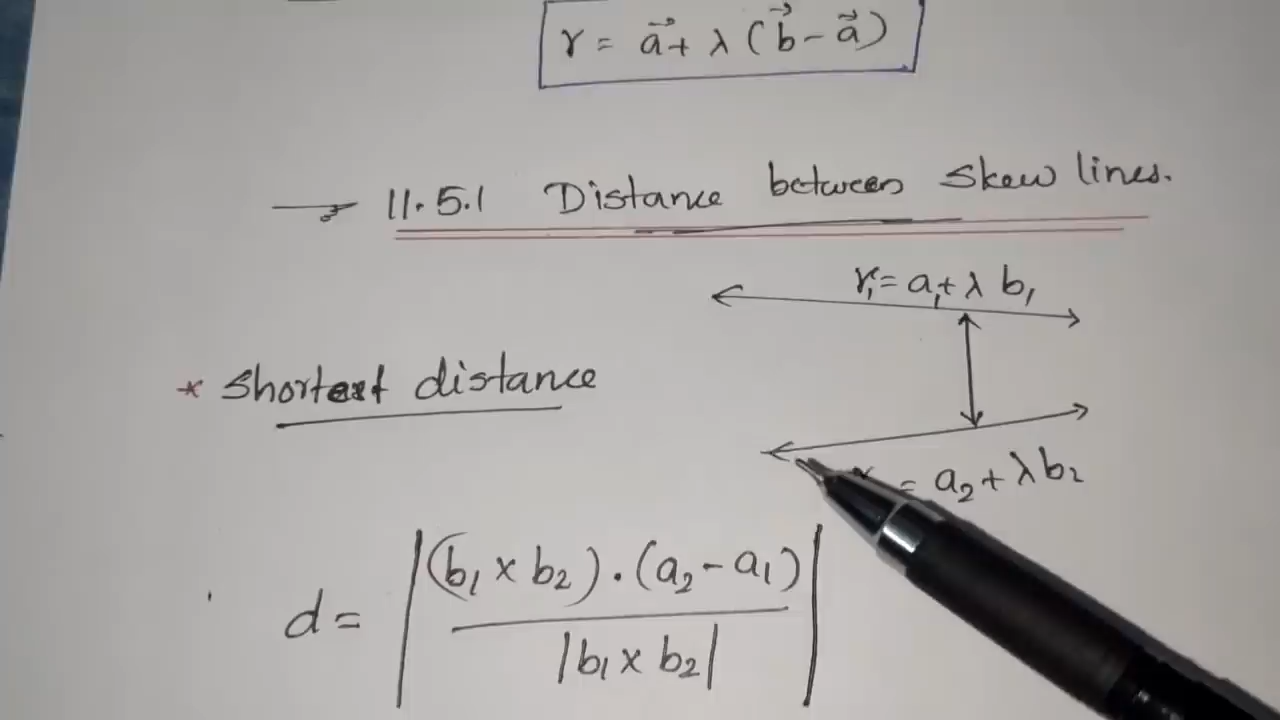 r = a⃗ + λ (b⃗ - a⃗)
→ 11.5.1 Distance between skew lines.
r₁ = a₁ + λ b₁
* Shortest distance
= a₂ + λ b₂
d = | (b₁ × b₂) . (a₂ - a₁) / |b₁ × b₂| |